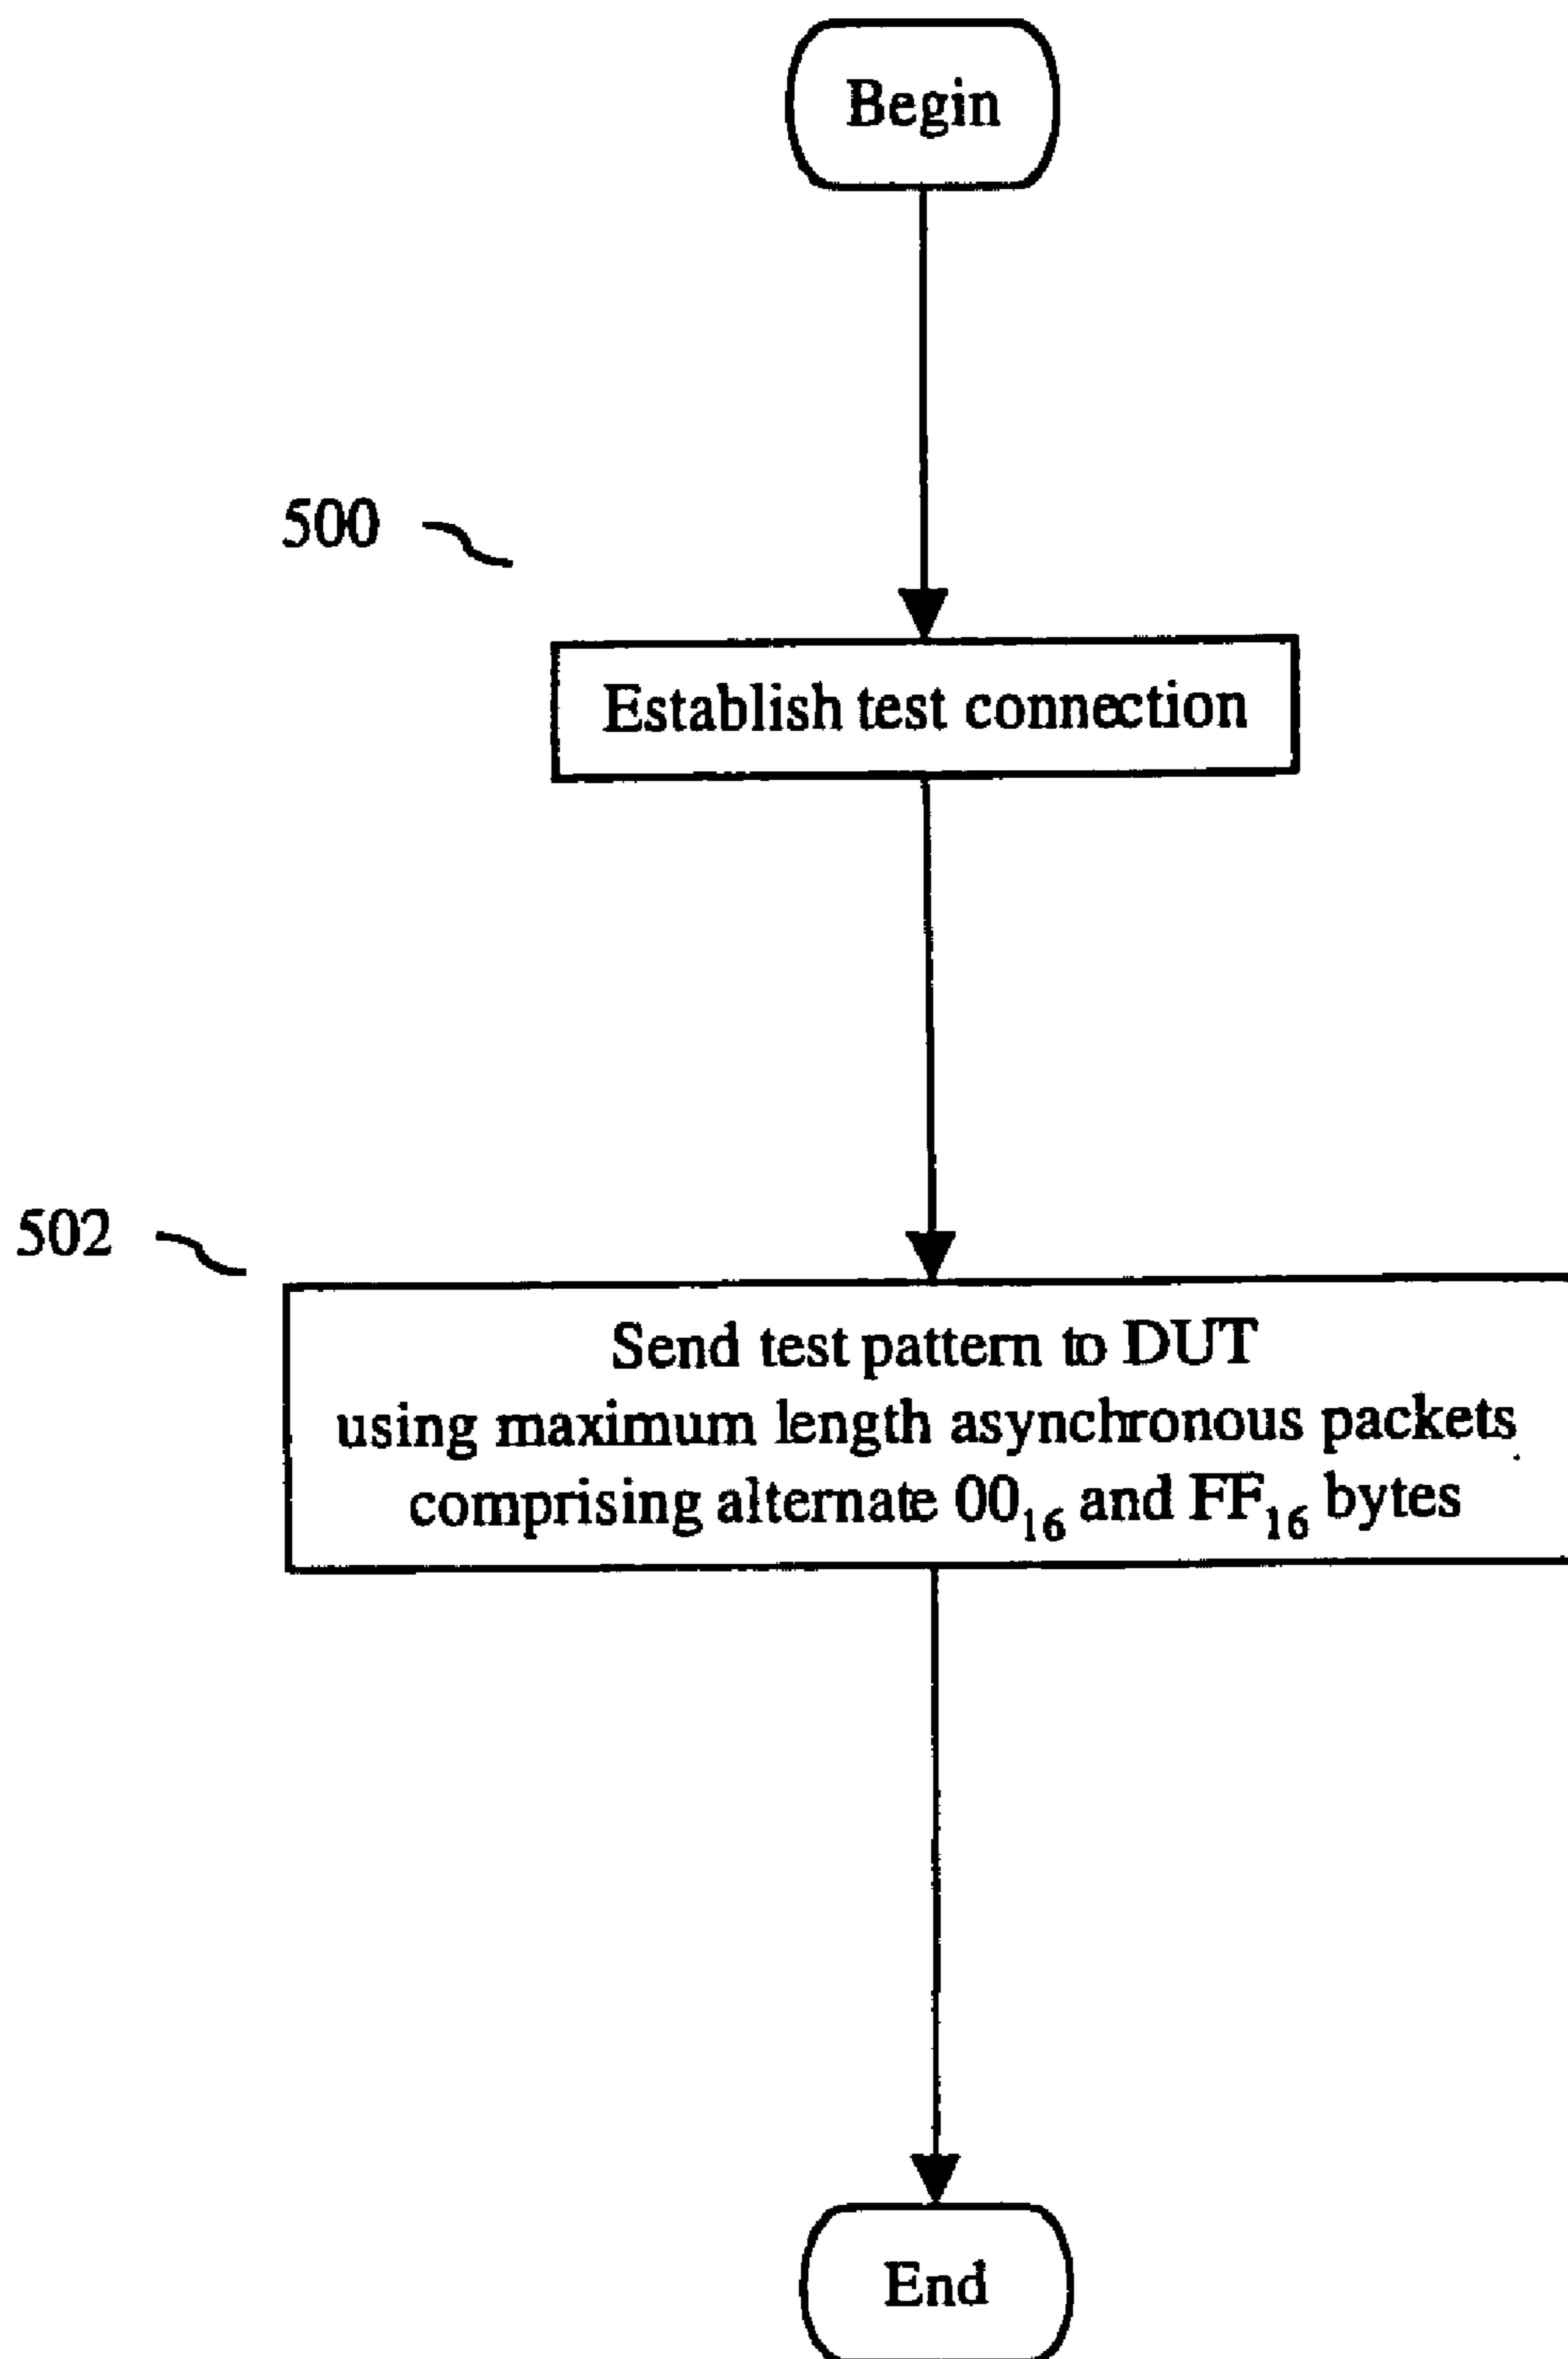 Begin
500
Establish test connection
502
Send test pattern to DUT
using maximum length asynchronous packets
comprising alternate 00₁₆ and FF₁₆ bytes
End